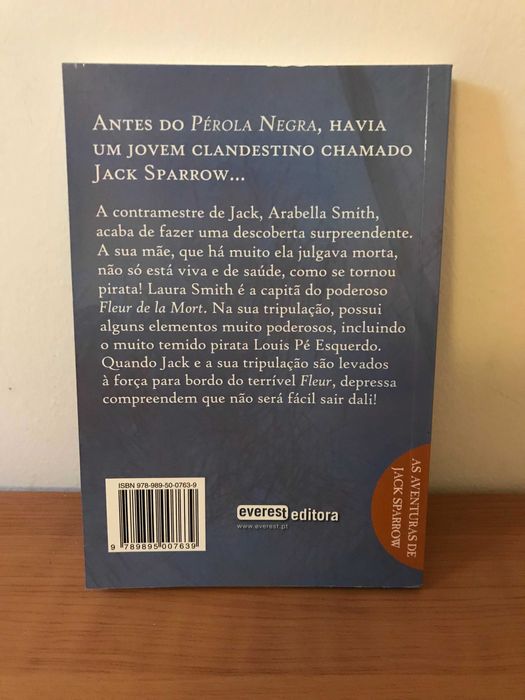 ANTES DO PÉROLA NEGRA, HAVIA
UM JOVEM CLANDESTINO CHAMADO
JACK SPARROW...
A contramestre de Jack, Arabella Smith,
acaba de fazer uma descoberta surpreendente.
A sua mãe, que há muito ela julgava morta,
não só está viva e de saúde, como se tornou
pirata! Laura Smith é a capitã do poderoso
Fleur de la Mort. Na sua tripulação, possui
alguns elementos muito poderosos, incluindo
o muito temido pirata Louis Pé Esquerdo.
Quando Jack e a sua tripulação são levados
à força para bordo do terrível Fleur, depressa
compreendem que não será fácil sair dali!
ISBN 978-989-50-0763-9
9 789895 007639
everest editora
www.everest.pt
AS AVENTURAS DE
JACK SPARROW